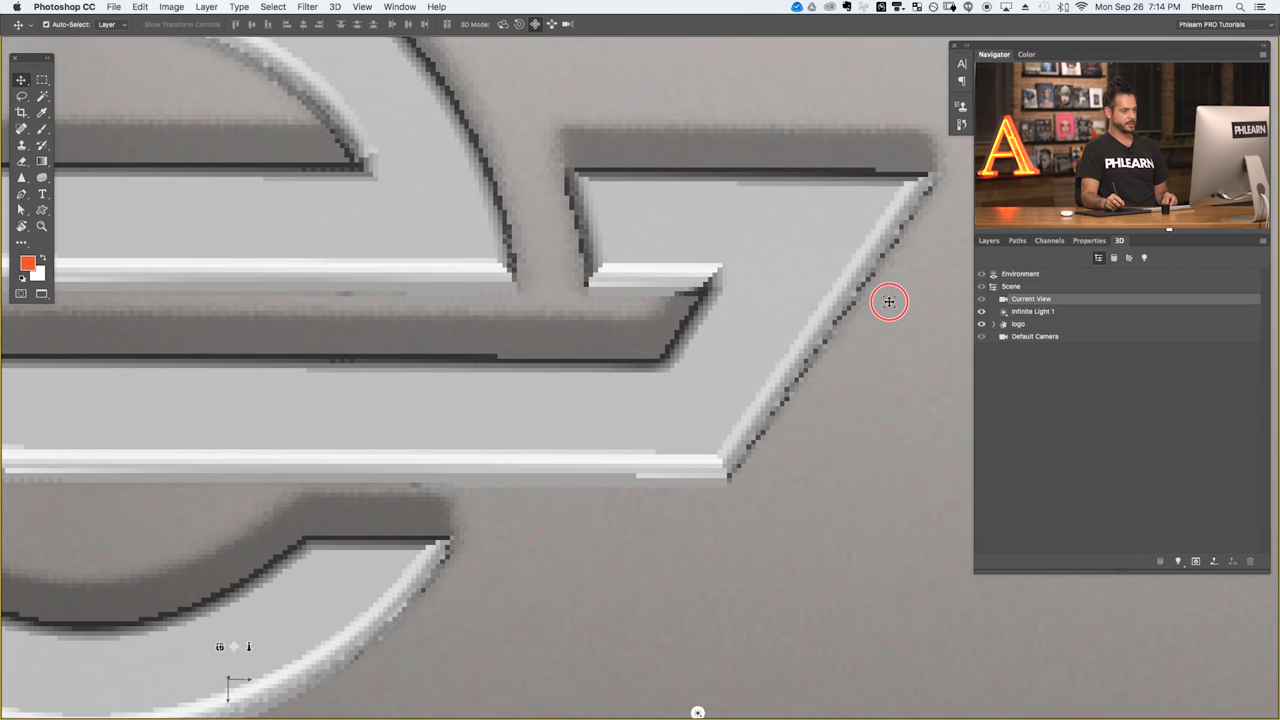 Photoshop CC File Edit Image Layer Type Select Filter 3D View Window Help Mon Sep 26 7:14 PM Phlearn
Auto-Select: Layer Show Transform Controls 3D Mode: Phlearn PRO Tutorials
Navigator Color
A
PHLEARN
PHLEARN
Layers Paths Channels Properties 3D
Environment
Scene
Current View
Infinite Light 1
logo
Default Camera